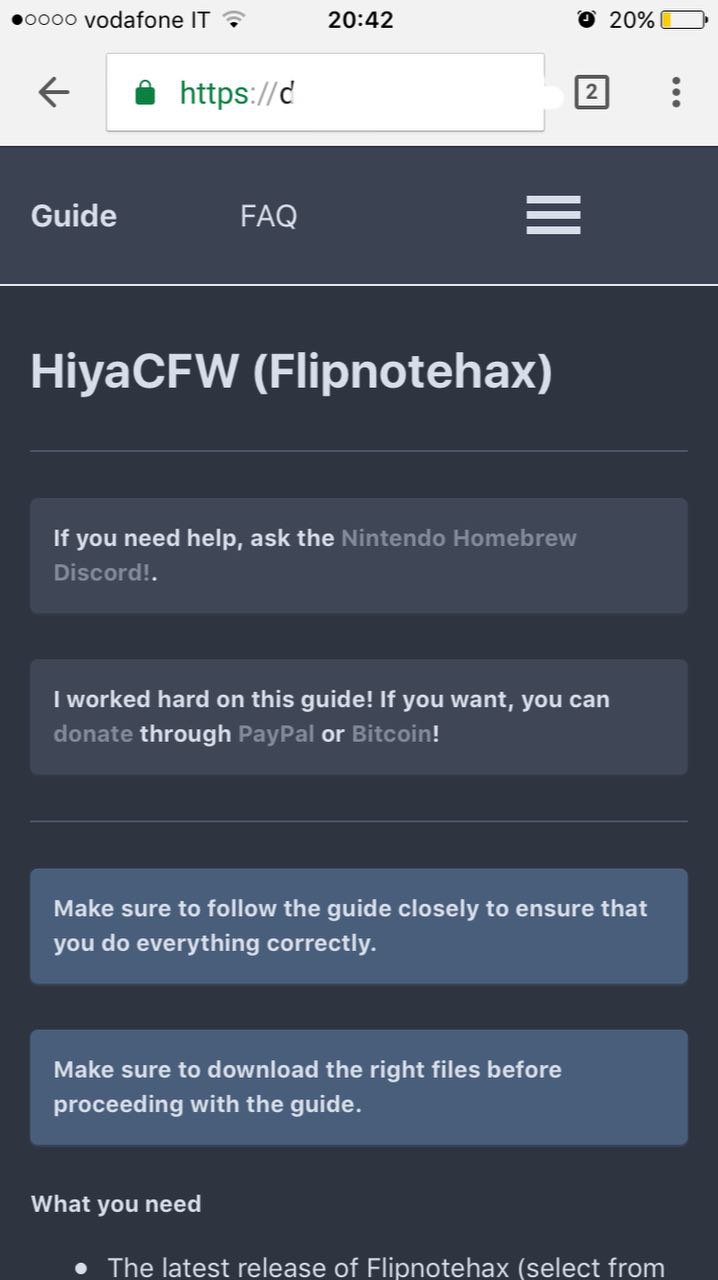 vodafone IT 20:42 20%
https://d 2
Guide FAQ
HiyaCFW (Flipnotehax)
If you need help, ask the Nintendo Homebrew
Discord!.
I worked hard on this guide! If you want, you can
donate through PayPal or Bitcoin!
Make sure to follow the guide closely to ensure that
you do everything correctly.
Make sure to download the right files before
proceeding with the guide.
What you need
• The latest release of Flipnotehax (select from